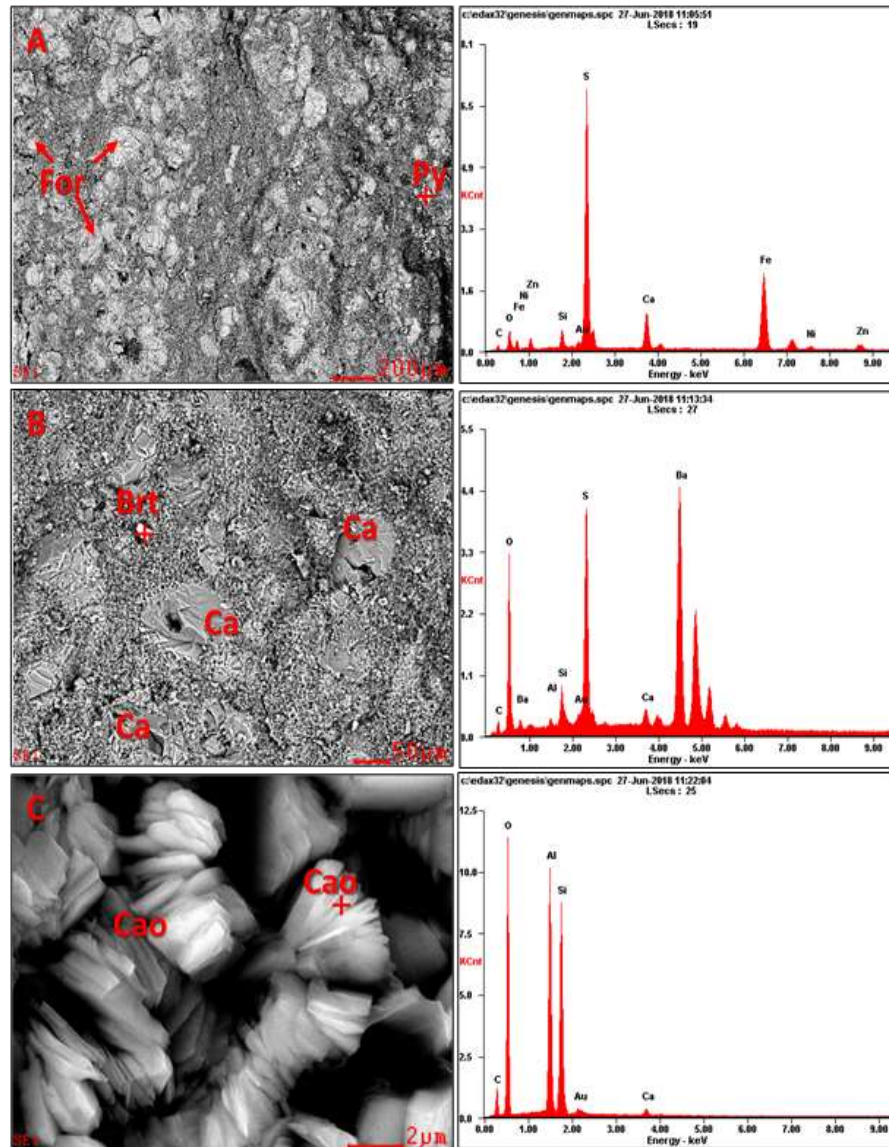 A
For
Py
SEI
200µm
c:\edax32\genesis\genmaps.spc 27-Jun-2018 11:05:51
LSecs : 19
8.1
6.5
4.9
KCnt
3.3
1.6
0.0
C
O
Fe
Ni
Zn
Si
Au
S
Ca
Fe
Ni
Zn
0.00 1.00 2.00 3.00 4.00 5.00 6.00 7.00 8.00 9.00
Energy - keV
B
Brt
Ca
Ca
Ca
SEI
50µm
c:\edax32\genesis\genmaps.spc 27-Jun-2018 11:13:34
LSecs : 27
5.5
4.4
3.3
KCnt
2.2
1.1
0.0
C
O
Ba
Al
Si
Au
S
Ca
Ba
1.00 2.00 3.00 4.00 5.00 6.00 7.00 8.00 9.00
Energy - keV
C
Cao
Cao
SEI
2µm
c:\edax32\genesis\genmaps.spc 27-Jun-2018 11:22:04
LSecs : 25
12.5
10.0
7.5
KCnt
5.0
2.5
0.0
C
O
Al
Si
Au
Ca
0.00 1.00 2.00 3.00 4.00 5.00 6.00 7.00 8.00 9.00
Energy - keV